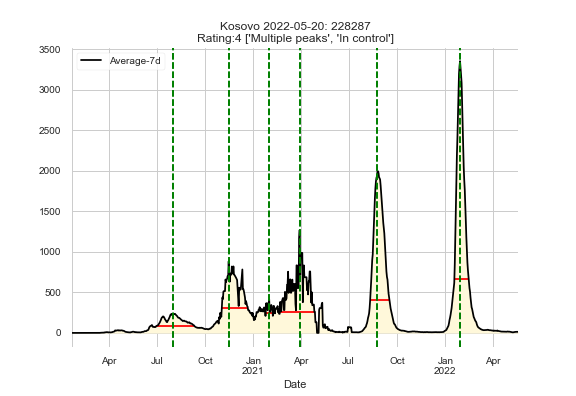 Kosovo 2022-05-20: 228287
Rating:4 ['Multiple peaks', 'In control']
Average-7d
3500
3000
2500
2000
1500
1000
500
0
Apr Jul Oct Jan Apr Jul Oct Jan Apr
2021 2022
Date